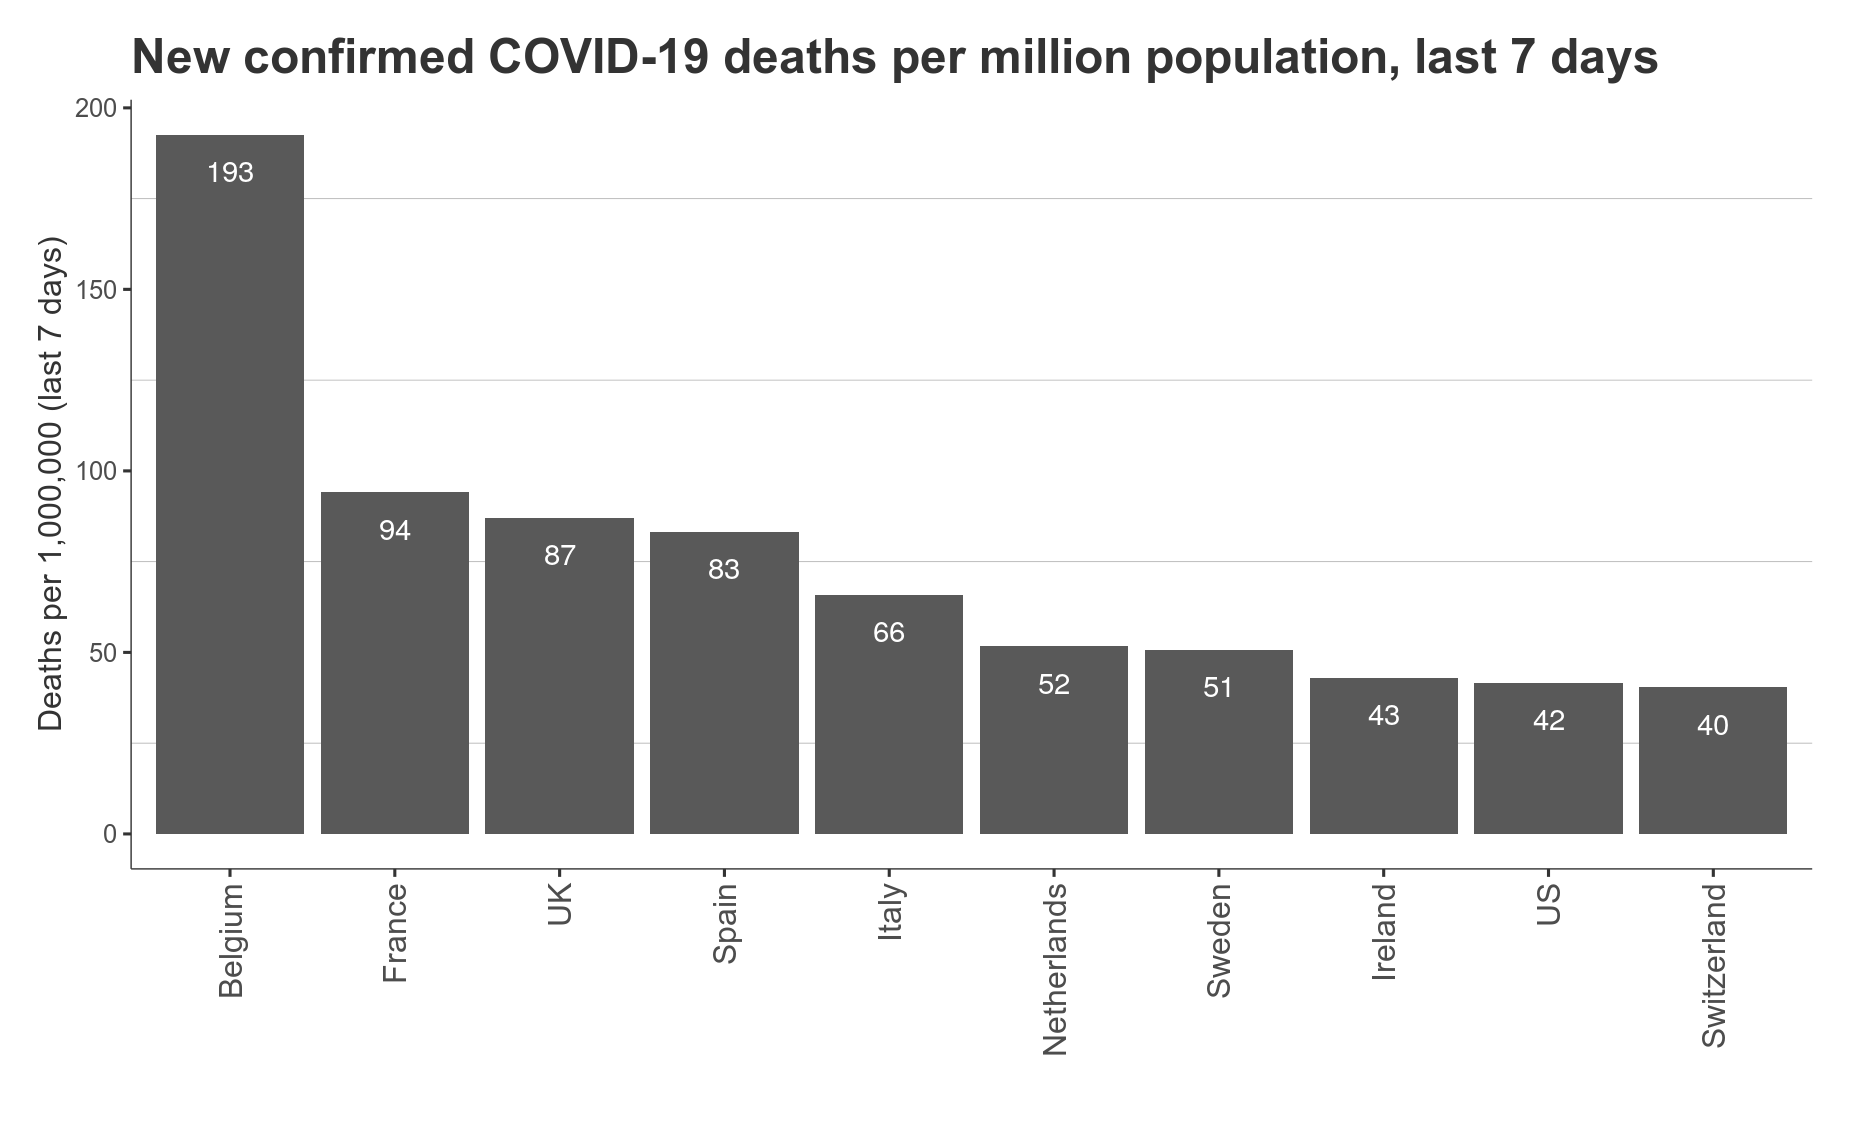 New confirmed COVID-19 deaths per million population, last 7 days
Deaths per 1,000,000 (last 7 days)
200
150
100
50
0
193
94
87
83
66
52
51
43
42
40
Belgium
France
UK
Spain
Italy
Netherlands
Sweden
Ireland
US
Switzerland